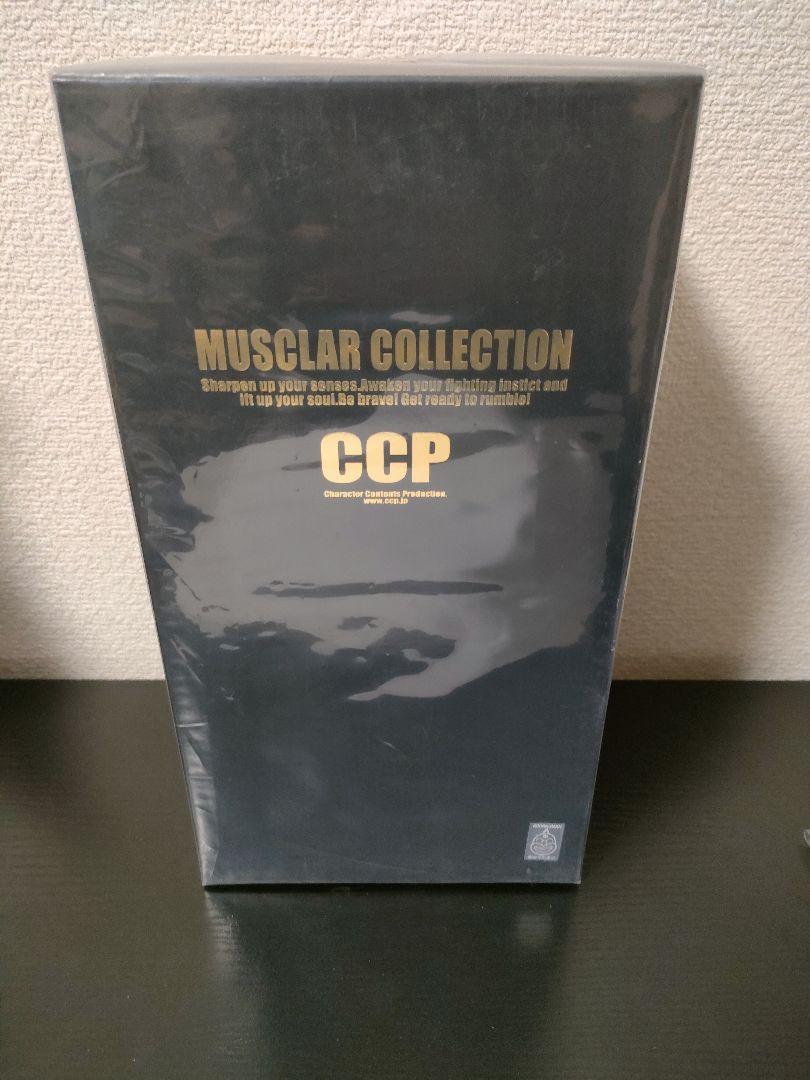 MUSCLAR COLLECTION
Sharpen up your senses.Awaken your fighting instict and
lft up your soul.Be brave! Get ready to rumble!
CCP
Character Contents Production.
www.ccp.jp